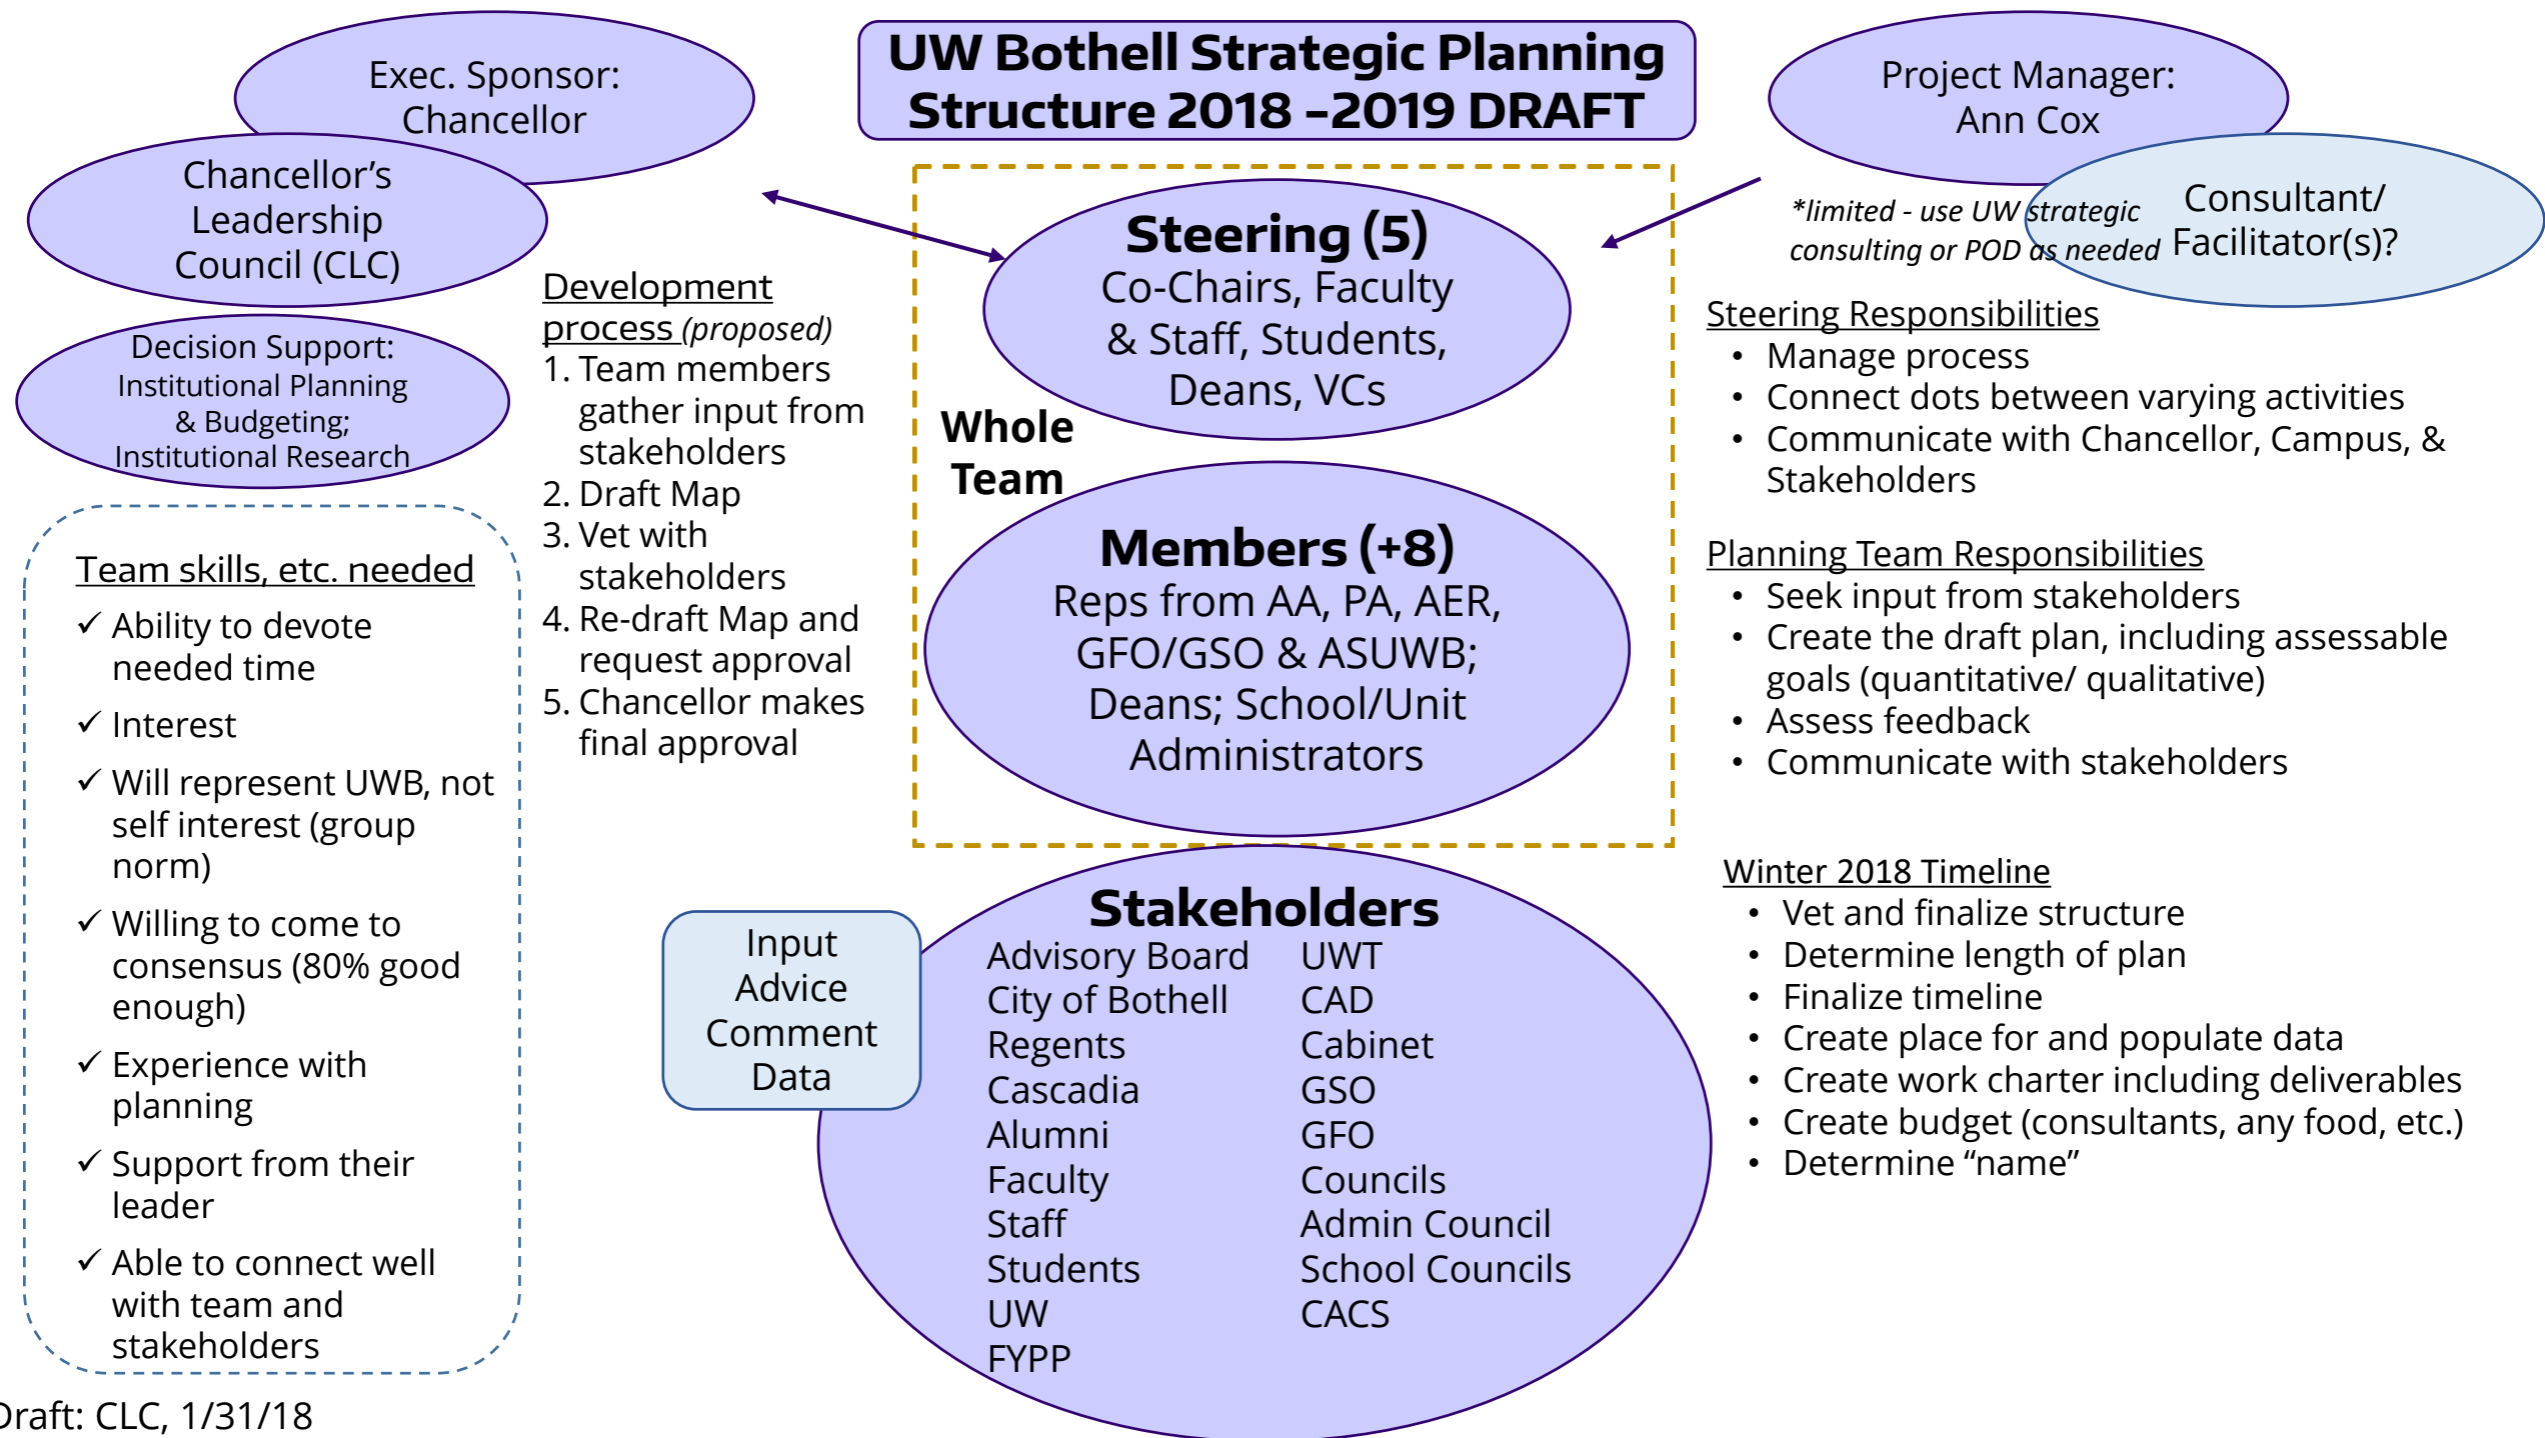 Exec. Sponsor:
Chancellor
Chancellor’s
Leadership
Council (CLC)
Decision Support:
Institutional Planning
& Budgeting;
Institutional Research
UW Bothell Strategic Planning
Structure 2018 –2019 DRAFT
Project Manager:
Ann Cox
Consultant/
Facilitator(s)?
*limited - use UW strategic
consulting or POD as needed
Team skills, etc. needed
✓ Ability to devote
needed time
✓ Interest
✓ Will represent UWB, not
self interest (group
norm)
✓ Willing to come to
consensus (80% good
enough)
✓ Experience with
planning
✓ Support from their
leader
✓ Able to connect well
with team and
stakeholders
Development
process (proposed)
1. Team members
gather input from
stakeholders
2. Draft Map
3. Vet with
stakeholders
4. Re-draft Map and
request approval
5. Chancellor makes
final approval
Whole
Team
Steering (5)
Co-Chairs, Faculty
& Staff, Students,
Deans, VCs
Members (+8)
Reps from AA, PA, AER,
GFO/GSO & ASUWB;
Deans; School/Unit
Administrators
Input
Advice
Comment
Data
Stakeholders
Advisory Board
City of Bothell
Regents
Cascadia
Alumni
Faculty
Staff
Students
UW
FYPP
UWT
CAD
Cabinet
GSO
GFO
Councils
Admin Council
School Councils
CACS
Steering Responsibilities
• Manage process
• Connect dots between varying activities
• Communicate with Chancellor, Campus, &
Stakeholders
Planning Team Responsibilities
• Seek input from stakeholders
• Create the draft plan, including assessable
goals (quantitative/ qualitative)
• Assess feedback
• Communicate with stakeholders
Winter 2018 Timeline
• Vet and finalize structure
• Determine length of plan
• Finalize timeline
• Create place for and populate data
• Create work charter including deliverables
• Create budget (consultants, any food, etc.)
• Determine “name”
Draft: CLC, 1/31/18